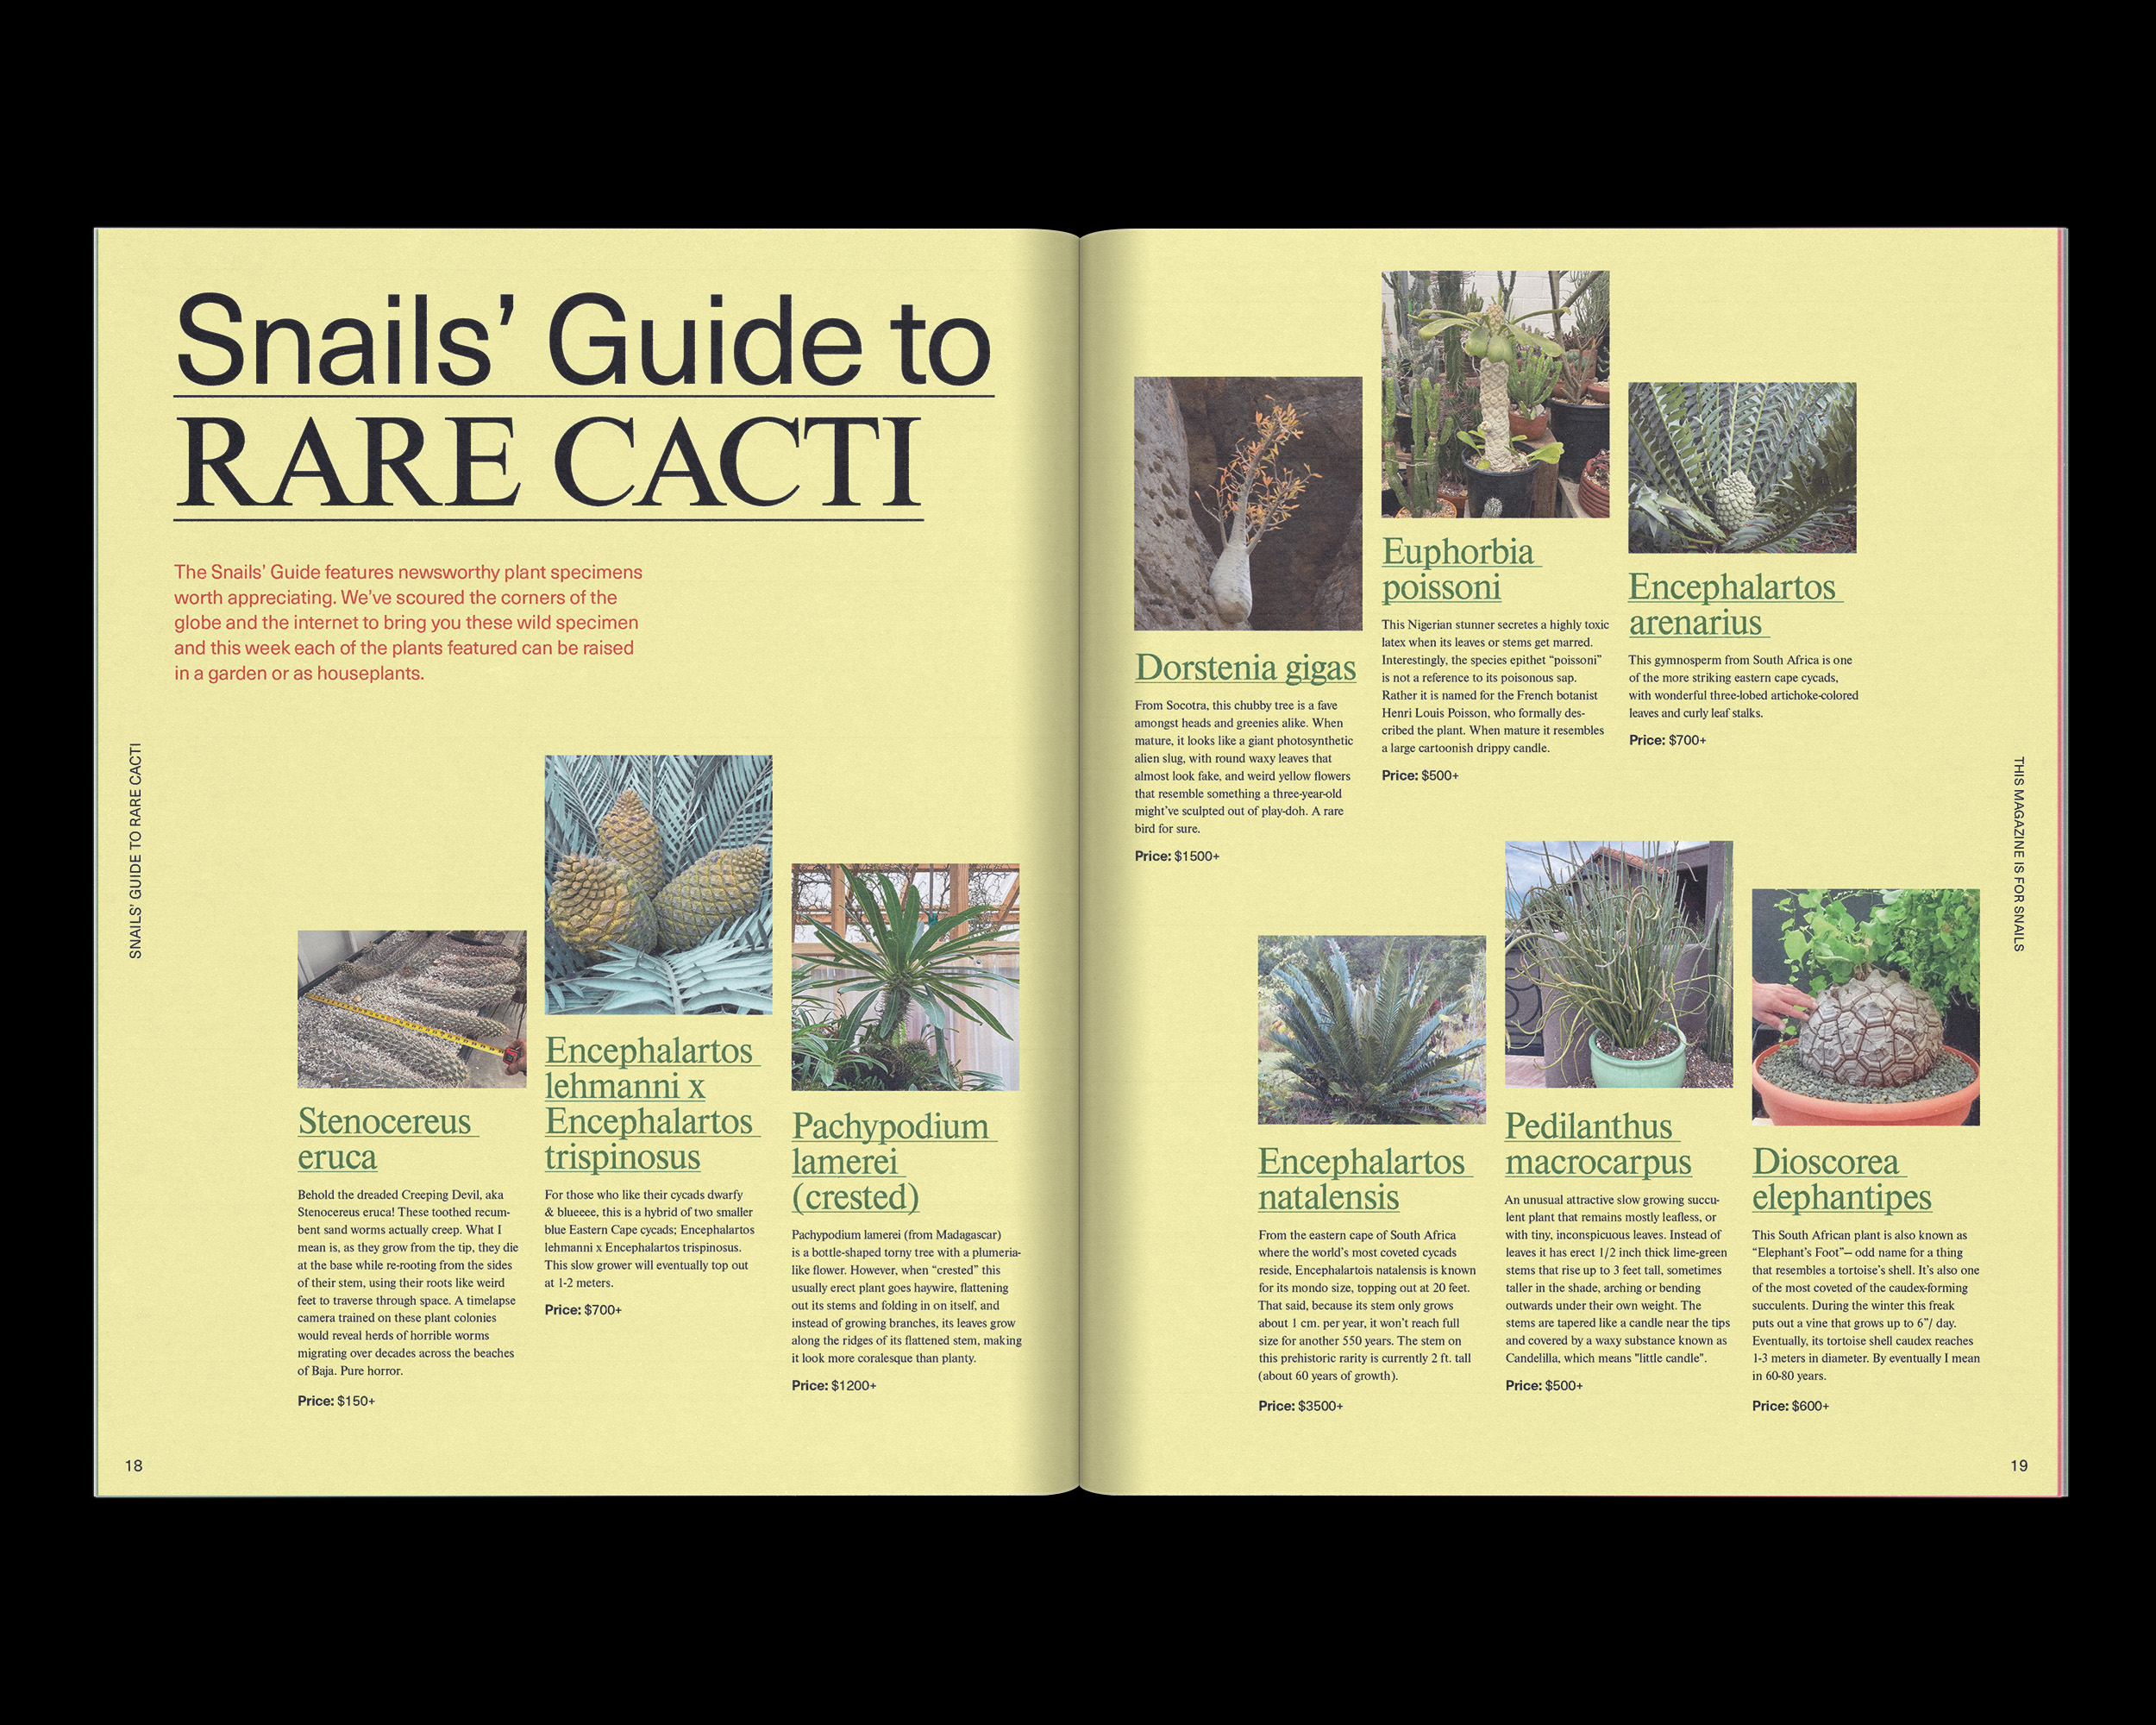 Snails’ Guide to
RARE CACTI
The Snails’ Guide features newsworthy plant specimens
worth appreciating. We’ve scoured the corners of the
globe and the internet to bring you these wild specimen
and this week each of the plants featured can be raised
in a garden or as houseplants.
SNAILS’ GUIDE TO RARE CACTI
Stenocereus
eruca
Behold the dreaded Creeping Devil, aka
Stenocereus eruca! These toothed recum-
bent sand worms actually creep. What I
mean is, as they grow from the tip, they die
at the base while re-rooting from the sides
of their stem, using their roots like weird
feet to traverse through space. A timelapse
camera trained on these plant colonies
would reveal herds of horrible worms
migrating over decades across the beaches
of Baja. Pure horror.
Price: $150+
Encephalartos
lehmanni x
Encephalartos
trispinosus
For those who like their cycads dwarfy
& blueeee, this is a hybrid of two smaller
blue Eastern Cape cycads; Encephalartos
lehmanni x Encephalartos trispinosus.
This slow grower will eventually top out
at 1-2 meters.
Price: $700+
Pachypodium
lamerei
(crested)
Pachypodium lamerei (from Madagascar)
is a bottle-shaped torny tree with a plumeria-
like flower. However, when “crested” this
usually erect plant goes haywire, flattening
out its stems and folding in on itself, and
instead of growing branches, its leaves grow
along the ridges of its flattened stem, making
it look more coralesque than planty.
Price: $1200+
18
Dorstenia gigas
From Socotra, this chubby tree is a fave
amongst heads and greenies alike. When
mature, it looks like a giant photosynthetic
alien slug, with round waxy leaves that
almost look fake, and weird yellow flowers
that resemble something a three-year-old
might’ve sculpted out of play-doh. A rare
bird for sure.
Price: $1500+
Euphorbia
poissoni
This Nigerian stunner secretes a highly toxic
latex when its leaves or stems get marred.
Interestingly, the species epithet “poissoni”
is not a reference to its poisonous sap.
Rather it is named for the French botanist
Henri Louis Poisson, who formally des-
cribed the plant. When mature it resembles
a large cartoonish drippy candle.
Price: $500+
Encephalartos
arenarius
This gymnosperm from South Africa is one
of the more striking eastern cape cycads,
with wonderful three-lobed artichoke-colored
leaves and curly leaf stalks.
Price: $700+
Encephalartos
natalensis
From the eastern cape of South Africa
where the world’s most coveted cycads
reside, Encephalartois natalensis is known
for its mondo size, topping out at 20 feet.
That said, because its stem only grows
about 1 cm. per year, it won’t reach full
size for another 550 years. The stem on
this prehistoric rarity is currently 2 ft. tall
(about 60 years of growth).
Price: $3500+
Pedilanthus
macrocarpus
An unusual attractive slow growing succu-
lent plant that remains mostly leafless, or
with tiny, inconspicuous leaves. Instead of
leaves it has erect 1/2 inch thick lime-green
stems that rise up to 3 feet tall, sometimes
taller in the shade, arching or bending
outwards under their own weight. The
stems are tapered like a candle near the tips
and covered by a waxy substance known as
Candelilla, which means "little candle".
Price: $500+
Dioscorea
elephantipes
This South African plant is also known as
“Elephant’s Foot”— odd name for a thing
that resembles a tortoise’s shell. It’s also one
of the most coveted of the caudex-forming
succulents. During the winter this freak
puts out a vine that grows up to 6”/ day.
Eventually, its tortoise shell caudex reaches
1-3 meters in diameter. By eventually I mean
in 60-80 years.
Price: $600+
THIS MAGAZINE IS FOR SNAILS
19